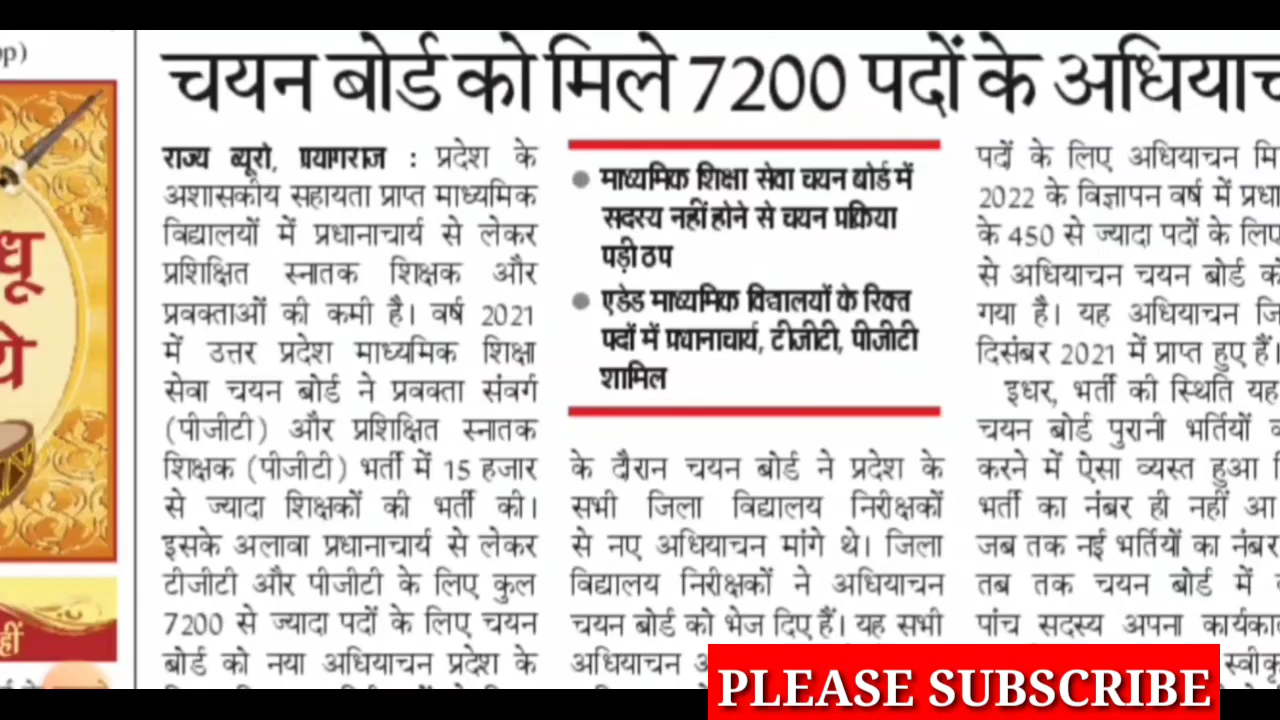 pp)
धू
ये
हीं
चयन बोर्ड को मिले 7200 पदों के
राज्य ब्यूरो, प्रयागराज : प्रदेश के
अशासकीय सहायता प्राप्त माध्यमिक
विद्यालयों में प्रधानाचार्य से लेकर
प्रशिक्षित स्नातक शिक्षक और
प्रवक्ताओं की कमी है। वर्ष 2021
में उत्तर प्रदेश माध्यमिक शिक्षा
सेवा चयन बोर्ड ने प्रवक्ता संवर्ग
(पीजीटी) और प्रशिक्षित स्नातक
शिक्षक (पीजीटी) भर्ती में 15 हजार
से ज्यादा शिक्षकों की भर्ती की।
इसके अलावा प्रधानाचार्य से लेकर
टीजीटी और पीजीटी के लिए कुल
7200 से ज्यादा पदों के लिए चयन
बोर्ड को नया अधियाचन प्रदेश के
● माध्यमिक शिक्षा सेवा चयन बोर्ड में
सदस्य नहीं होने से चयन प्रक्रिया
पड़ी ठप
● एडेड माध्यमिक विद्यालयों के रिक्त
पदों में प्रधानाचार्य, टीजीटी, पीजीटी
शामिल
के दौरान चयन बोर्ड ने प्रदेश के
सभी जिला विद्यालय निरीक्षकों
से नए अधियाचन मांगे थे। जिला
विद्यालय निरीक्षकों ने अधियाचन
चयन बोर्ड को भेज दिए हैं। यह सभी
अधियाचन
पदों के लिए अधियाचन
2022 के विज्ञापन वर्ष में
के 450 से ज्यादा पदों के लिए
से अधियाचन चयन बोर्ड
गया है। यह अधियाचन
दिसंबर 2021 में प्राप्त हुए हैं।
इधर, भर्ती की स्थिति यह
चयन बोर्ड पुरानी भर्तियों
करने में ऐसा व्यस्त हुआ
भर्ती का नंबर ही नहीं आ
जब तक नई भर्तियों का नंबर
तब तक चयन बोर्ड में
पांच सदस्य अपना
PLEASE SUBSCRIBE